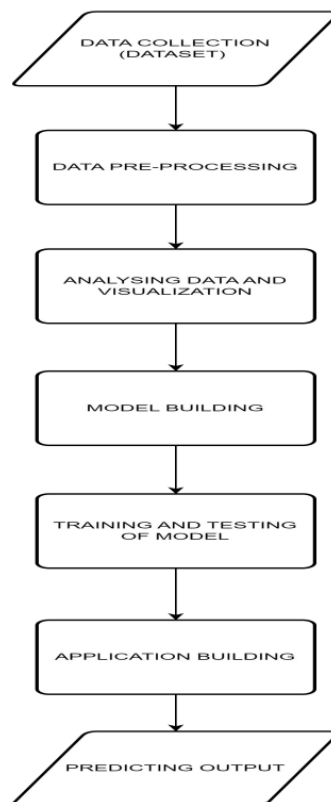 DATA COLLECTION
(DATASET)
DATA PRE-PROCESSING
ANALYSING DATA AND
VISUALIZATION
MODEL BUILDING
TRAINING AND TESTING
OF MODEL
APPLICATION BUILDING
PREDICTING OUTPUT